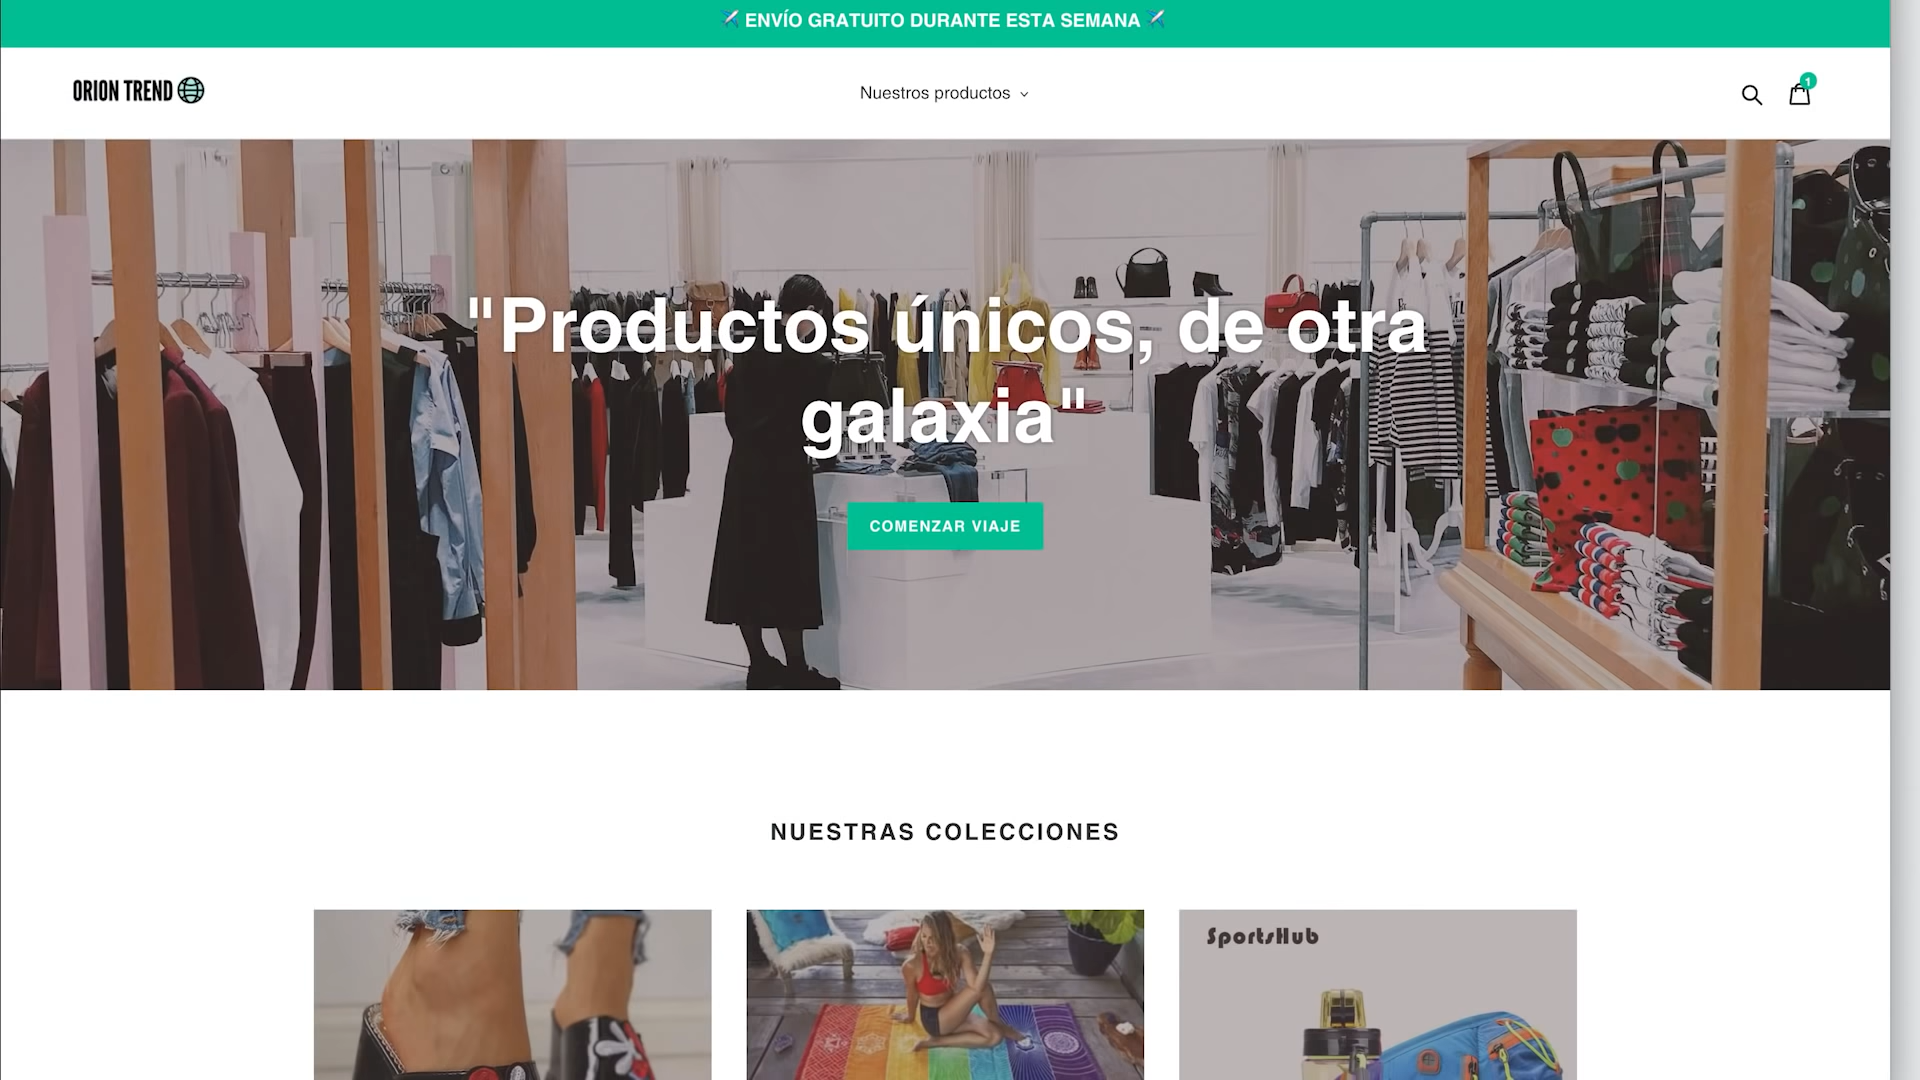 ✈️ ENVÍO GRATUITO DURANTE ESTA SEMANA ✈️
ORION TREND
Nuestros productos
1
"Productos únicos, de otra
galaxia"
COMENZAR VIAJE
NUESTRAS COLECCIONES
SportsHub